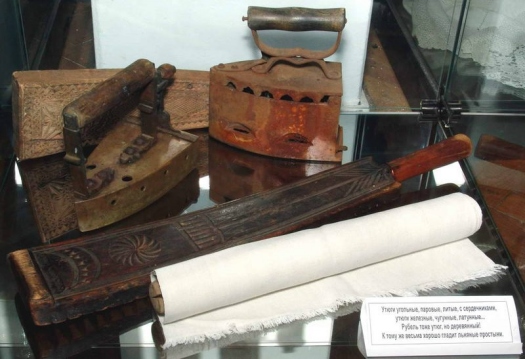 Утюги угольные, паровые, литые, с сердечниками,
утюги железные, чугунные, латунные...
Рубель тоже утюг, но деревянный!
К тому же весьма хорошо гладит льняные простыни.